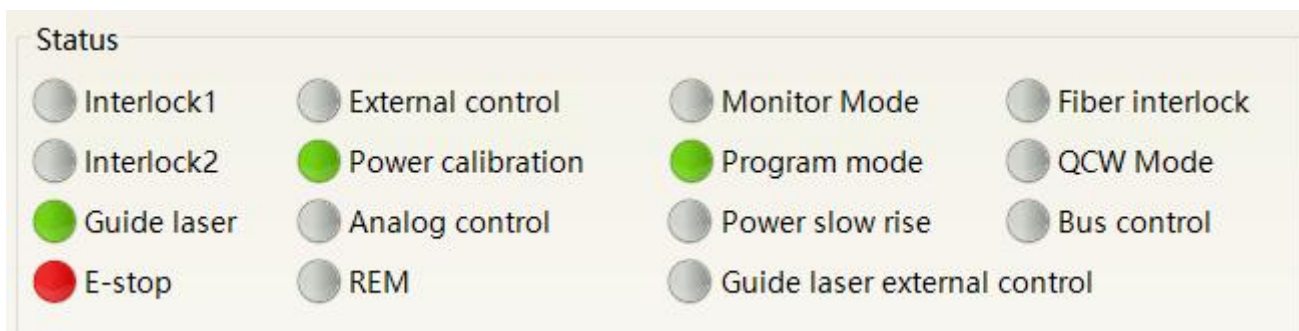 Status
Interlock1 External control Monitor Mode Fiber interlock
Interlock2 Power calibration Program mode QCW Mode
Guide laser Analog control Power slow rise Bus control
E-stop REM Guide laser external control